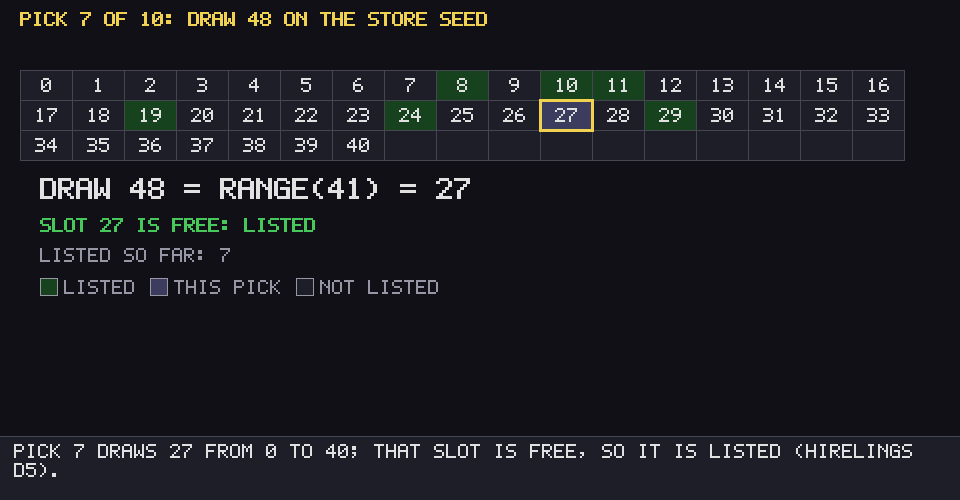 PICK 7 OF 10: DRAW 48 ON THE STORE SEED
0 1 2 3 4 5 6 7 8 9 10 11 12 13 14 15 16
17 18 19 20 21 22 23 24 25 26 27 28 29 30 31 32 33
34 35 36 37 38 39 40
DRAW 48 = RANGE(41) = 27
SLOT 27 IS FREE: LISTED
LISTED SO FAR: 7
LISTED THIS PICK NOT LISTED
PICK 7 DRAWS 27 FROM 0 TO 40; THAT SLOT IS FREE, SO IT IS LISTED (HIRELINGS
D5).